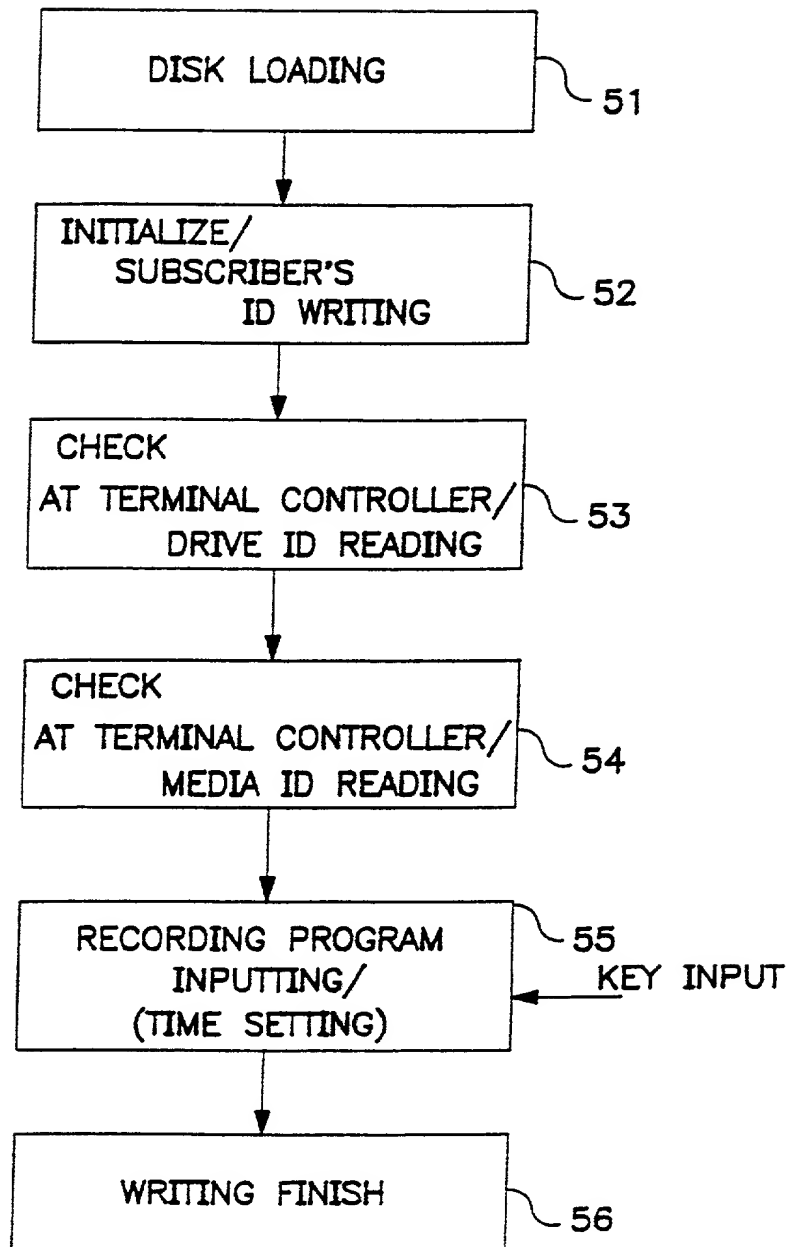 DISK LOADING
51
INITIALIZE/
SUBSCRIBER'S
ID WRITING
52
CHECK
AT TERMINAL CONTROLLER/
DRIVE ID READING
53
CHECK
AT TERMINAL CONTROLLER/
MEDIA ID READING
54
RECORDING PROGRAM
INPUTTING/
(TIME SETTING)
55
KEY INPUT
WRITING FINISH
56